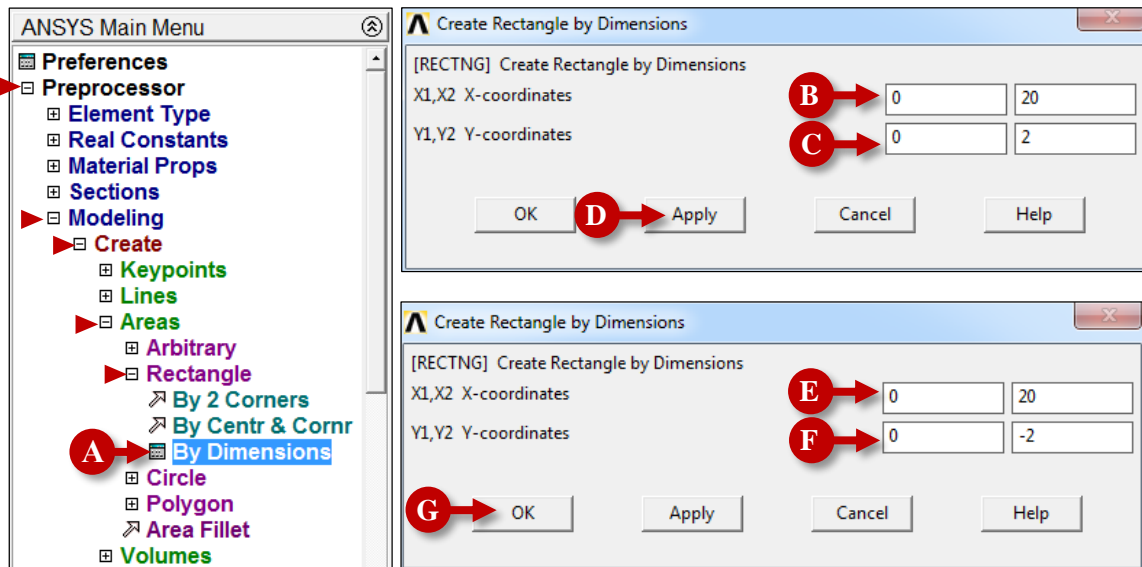 ANSYS Main Menu
Preferences
Preprocessor
Element Type
Real Constants
Material Props
Sections
Modeling
Create
Keypoints
Lines
Areas
Arbitrary
Rectangle
By 2 Corners
By Centr & Cornr
A By Dimensions
Circle
Polygon
Area Fillet
Volumes
Create Rectangle by Dimensions
[RECTNG] Create Rectangle by Dimensions
X1,X2 X-coordinates B 0 20
Y1,Y2 Y-coordinates C 0 2
OK D Apply Cancel Help
Create Rectangle by Dimensions
[RECTNG] Create Rectangle by Dimensions
X1,X2 X-coordinates E 0 20
Y1,Y2 Y-coordinates F 0 -2
G OK Apply Cancel Help